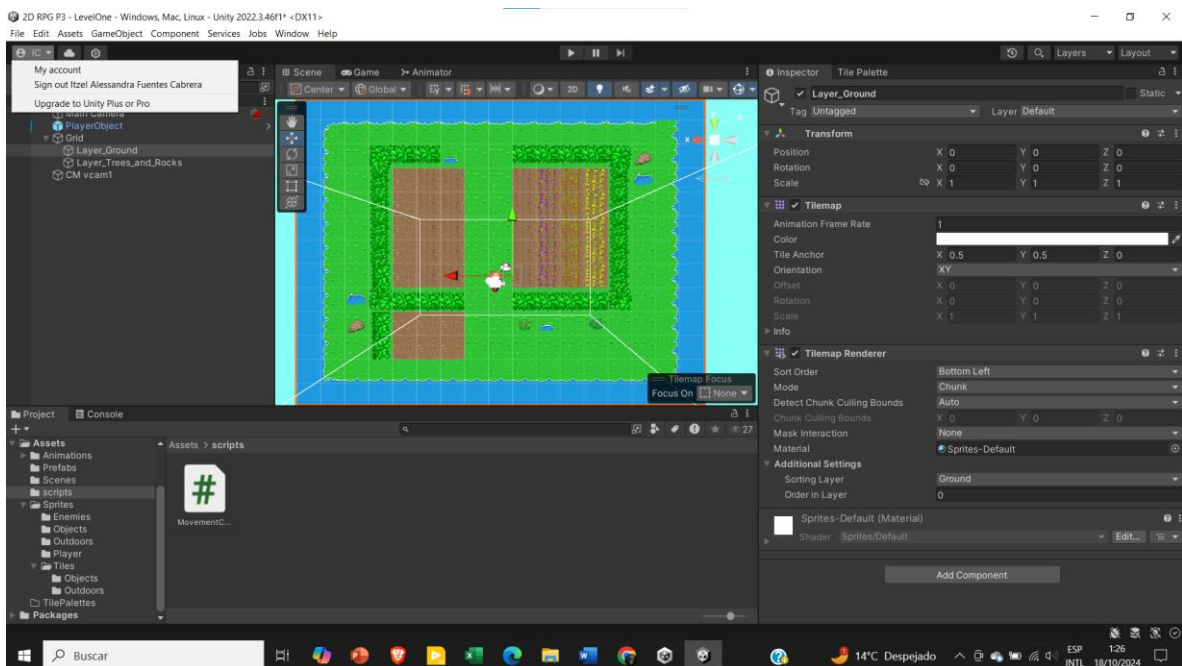 2D RPG P3 - LevelOne - Windows, Mac, Linux - Unity 2022.3.46f1* <DX11>
File Edit Assets GameObject Component Services Jobs Window Help
IC
Layers Layout
My account
Sign out Itzel Alessandra Fuentes Cabrera
Upgrade to Unity Plus or Pro
Main Camera
PlayerObject
Grid
Layer_Ground
Layer_Trees_and_Rocks
CM vcam1
Scene Game Animator
Center Global 2D
x
Tilemap Focus
Focus On None
Inspector Tile Palette
Layer_Ground Static
Tag Untagged Layer Default
Transform
Position X 0 Y 0 Z 0
Rotation X 0 Y 0 Z 0
Scale X 1 Y 1 Z 1
Tilemap
Animation Frame Rate 1
Color
Tile Anchor X 0.5 Y 0.5 Z 0
Orientation XY
Offset X 0 Y 0 Z 0
Rotation X 0 Y 0 Z 0
Scale X 1 Y 1 Z 1
Info
Tilemap Renderer
Sort Order Bottom Left
Mode Chunk
Detect Chunk Culling Bounds Auto
Chunk Culling Bounds X 0 Y 0 Z 0
Mask Interaction None
Material Sprites-Default
Additional Settings
Sorting Layer Ground
Order in Layer 0
Sprites-Default (Material)
Shader Sprites/Default Edit...
Add Component
Project Console
27
Assets
Animations
Prefabs
Scenes
scripts
Sprites
Enemies
Objects
Outdoors
Player
Tiles
Objects
Outdoors
TilePalettes
Packages
Assets > scripts
#
MovementC...
Buscar
14°C Despejado
ESP
INTL
1:26
18/10/2024